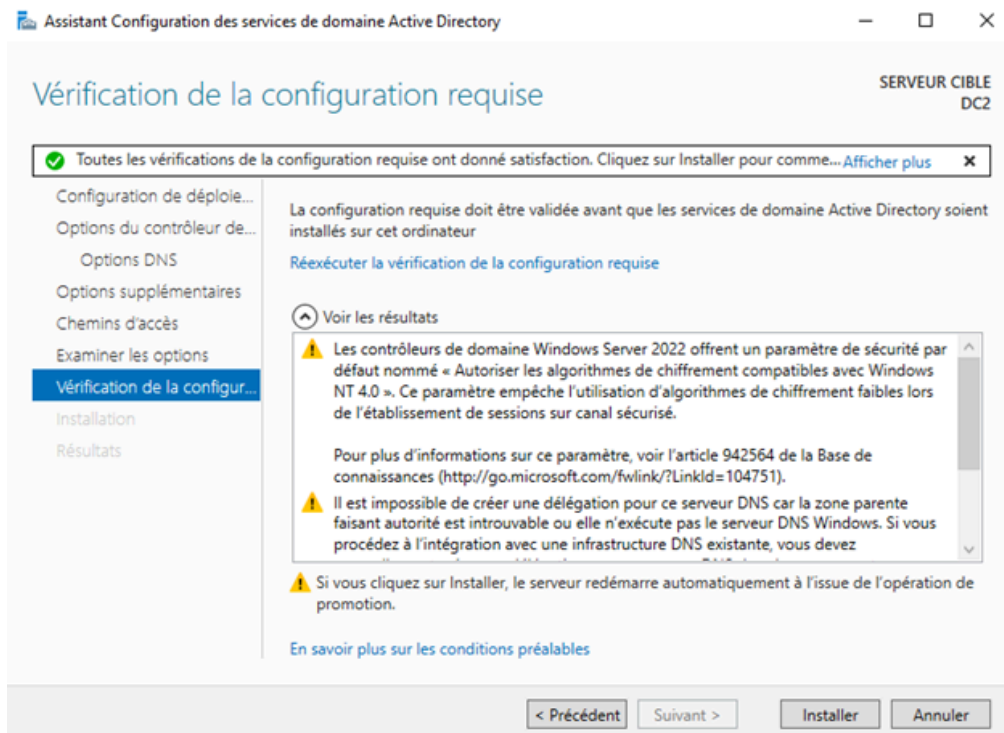 Assistant Configuration des services de domaine Active Directory
Vérification de la configuration requise
SERVEUR CIBLE
DC2
Toutes les vérifications de la configuration requise ont donné satisfaction. Cliquez sur Installer pour comme... Afficher plus
Configuration de déploie...
Options du contrôleur de...
Options DNS
Options supplémentaires
Chemins d'accès
Examiner les options
Vérification de la configur...
Installation
Résultats
La configuration requise doit être validée avant que les services de domaine Active Directory soient
installés sur cet ordinateur
Réexécuter la vérification de la configuration requise
Voir les résultats
Les contrôleurs de domaine Windows Server 2022 offrent un paramètre de sécurité par
défaut nommé « Autoriser les algorithmes de chiffrement compatibles avec Windows
NT 4.0 ». Ce paramètre empêche l'utilisation d'algorithmes de chiffrement faibles lors
de l'établissement de sessions sur canal sécurisé.
Pour plus d'informations sur ce paramètre, voir l'article 942564 de la Base de
connaissances (http://go.microsoft.com/fwlink/?LinkId=104751).
Il est impossible de créer une délégation pour ce serveur DNS car la zone parente
faisant autorité est introuvable ou elle n'exécute pas le serveur DNS Windows. Si vous
procédez à l'intégration avec une infrastructure DNS existante, vous devez
Si vous cliquez sur Installer, le serveur redémarre automatiquement à l'issue de l'opération de
promotion.
En savoir plus sur les conditions préalables
< Précédent
Suivant >
Installer
Annuler